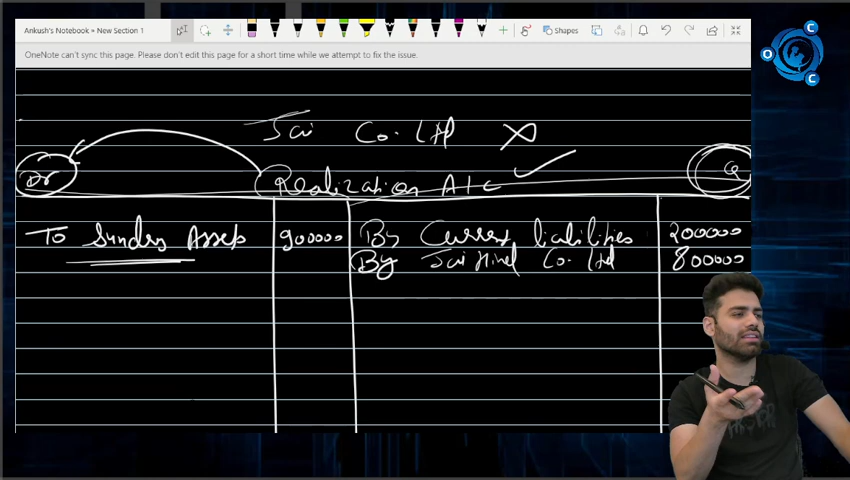 Ankush's Notebook > New Section 1
Shapes
OneNote can't sync this page. Please don't edit this page for a short time while we attempt to fix the issue.
O C C
Jai Co. Ltd
Dr Realization A/c Cr
To Sundry Assets 900000 By Current liabilities 200000
By Jai Hind Co. Ltd 800000